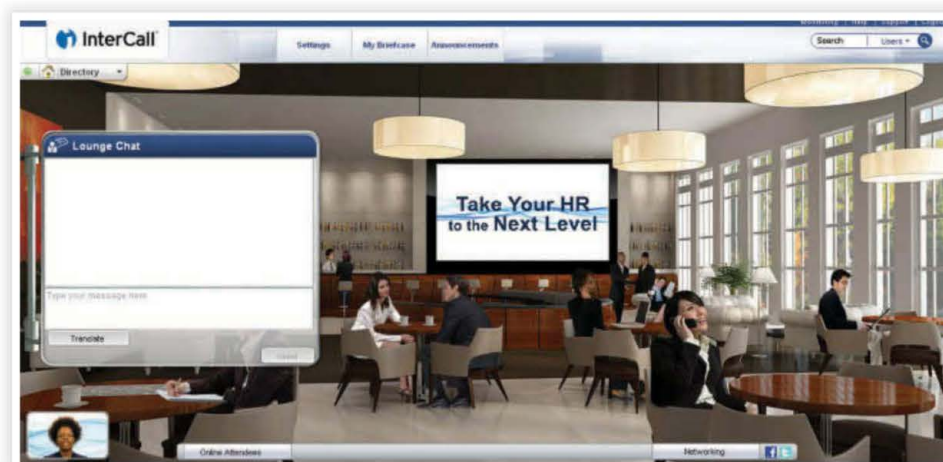 InterCall
Settings
My Briefcase
Announcements
Search
Users
Directory
Lounge Chat
Take Your HR
to the Next Level
Type your message here
Translate
Online Attendees
Networking